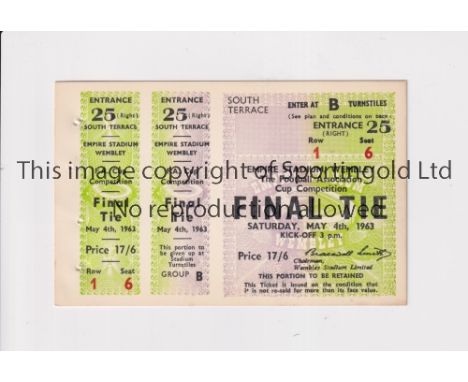 ENTRANCE
25 (Right)
SOUTH TERRACE
EMPIRE STADIUM
WEMBLEY
Competition
Final
Tie
MAY 4th, 1963
Price 17/6
Row Seat
1 6
ENTRANCE
25 (Right)
SOUTH TERRACE
EMPIRE STADIUM
WEMBLEY
Competition
Final
Tie
MAY 4th, 1963
This portion to
be given up at
Stadium
Turnstiles
GROUP B
SOUTH
TERRACE
ENTER AT B TURNSTILES
(See plan and conditions on back)
ENTRANCE 25
(RIGHT)
Row Seat
1 6
EMPIRE STADIUM, WEMBLEY
The Football Association
Cup Competition
FINAL TIE
SATURDAY, MAY 4th, 1963
KICK-OFF 3 p.m.
Price 17/6
Chairman,
Wembley Stadium Limited
THIS PORTION TO BE RETAINED
This Ticket is issued on the condition that
it is not re-sold for more than its face value.
This image copyright of Sportingold Ltd
No reproduction allowed